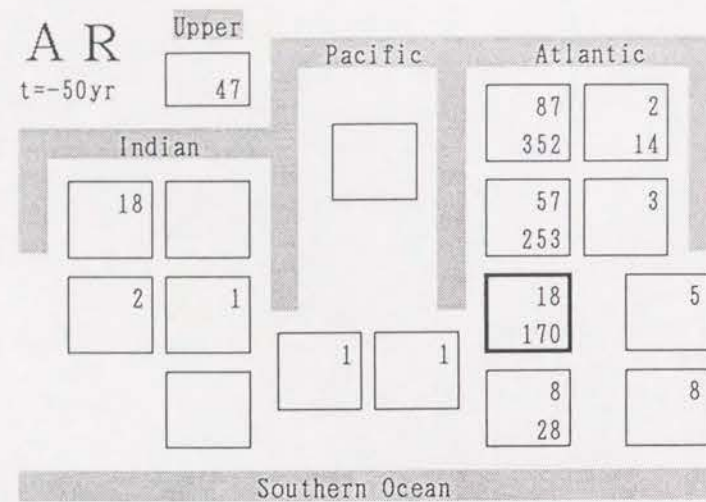 A R
Upper
t=-50yr
47
Pacific
Atlantic
87
2
352
14
Indian
18
57
3
253
2
1
18
5
170
1
1
8
8
28
Southern Ocean